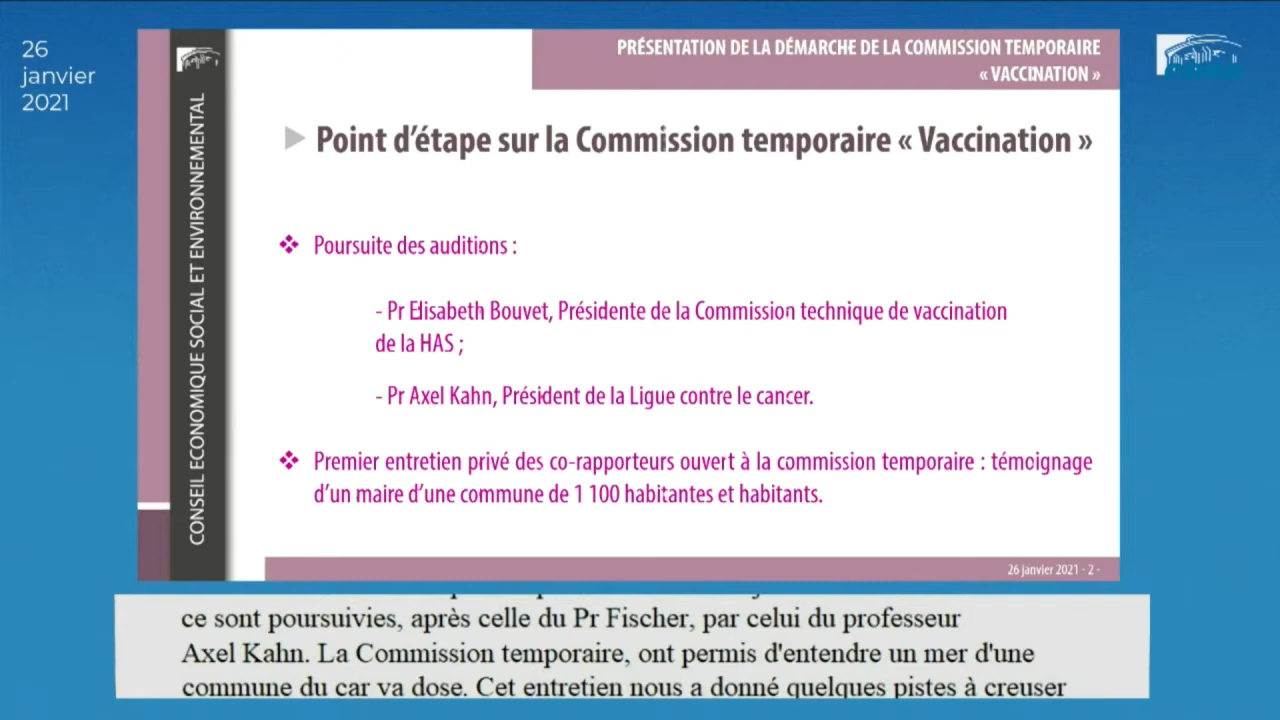 26
janvier
2021
CONSEIL ECONOMIQUE SOCIAL ET ENVIRONNEMENTAL
PRÉSENTATION DE LA DÉMARCHE DE LA COMMISSION TEMPORAIRE
« VACCINATION »
Point d'étape sur la Commission temporaire « Vaccination »
❖ Poursuite des auditions :
- Pr Elisabeth Bouvet, Présidente de la Commission technique de vaccination
de la HAS ;
- Pr Axel Kahn, Président de la Ligue contre le cancer.
❖ Premier entretien privé des co-rapporteurs ouvert à la commission temporaire : témoignage
d'un maire d'une commune de 1 100 habitantes et habitants.
26 janvier 2021 - 2 -
ce sont poursuivies, après celle du Pr Fischer, par celui du professeur
Axel Kahn. La Commission temporaire, ont permis d'entendre un mer d'une
commune du car va dose. Cet entretien nous a donné quelques pistes à creuser